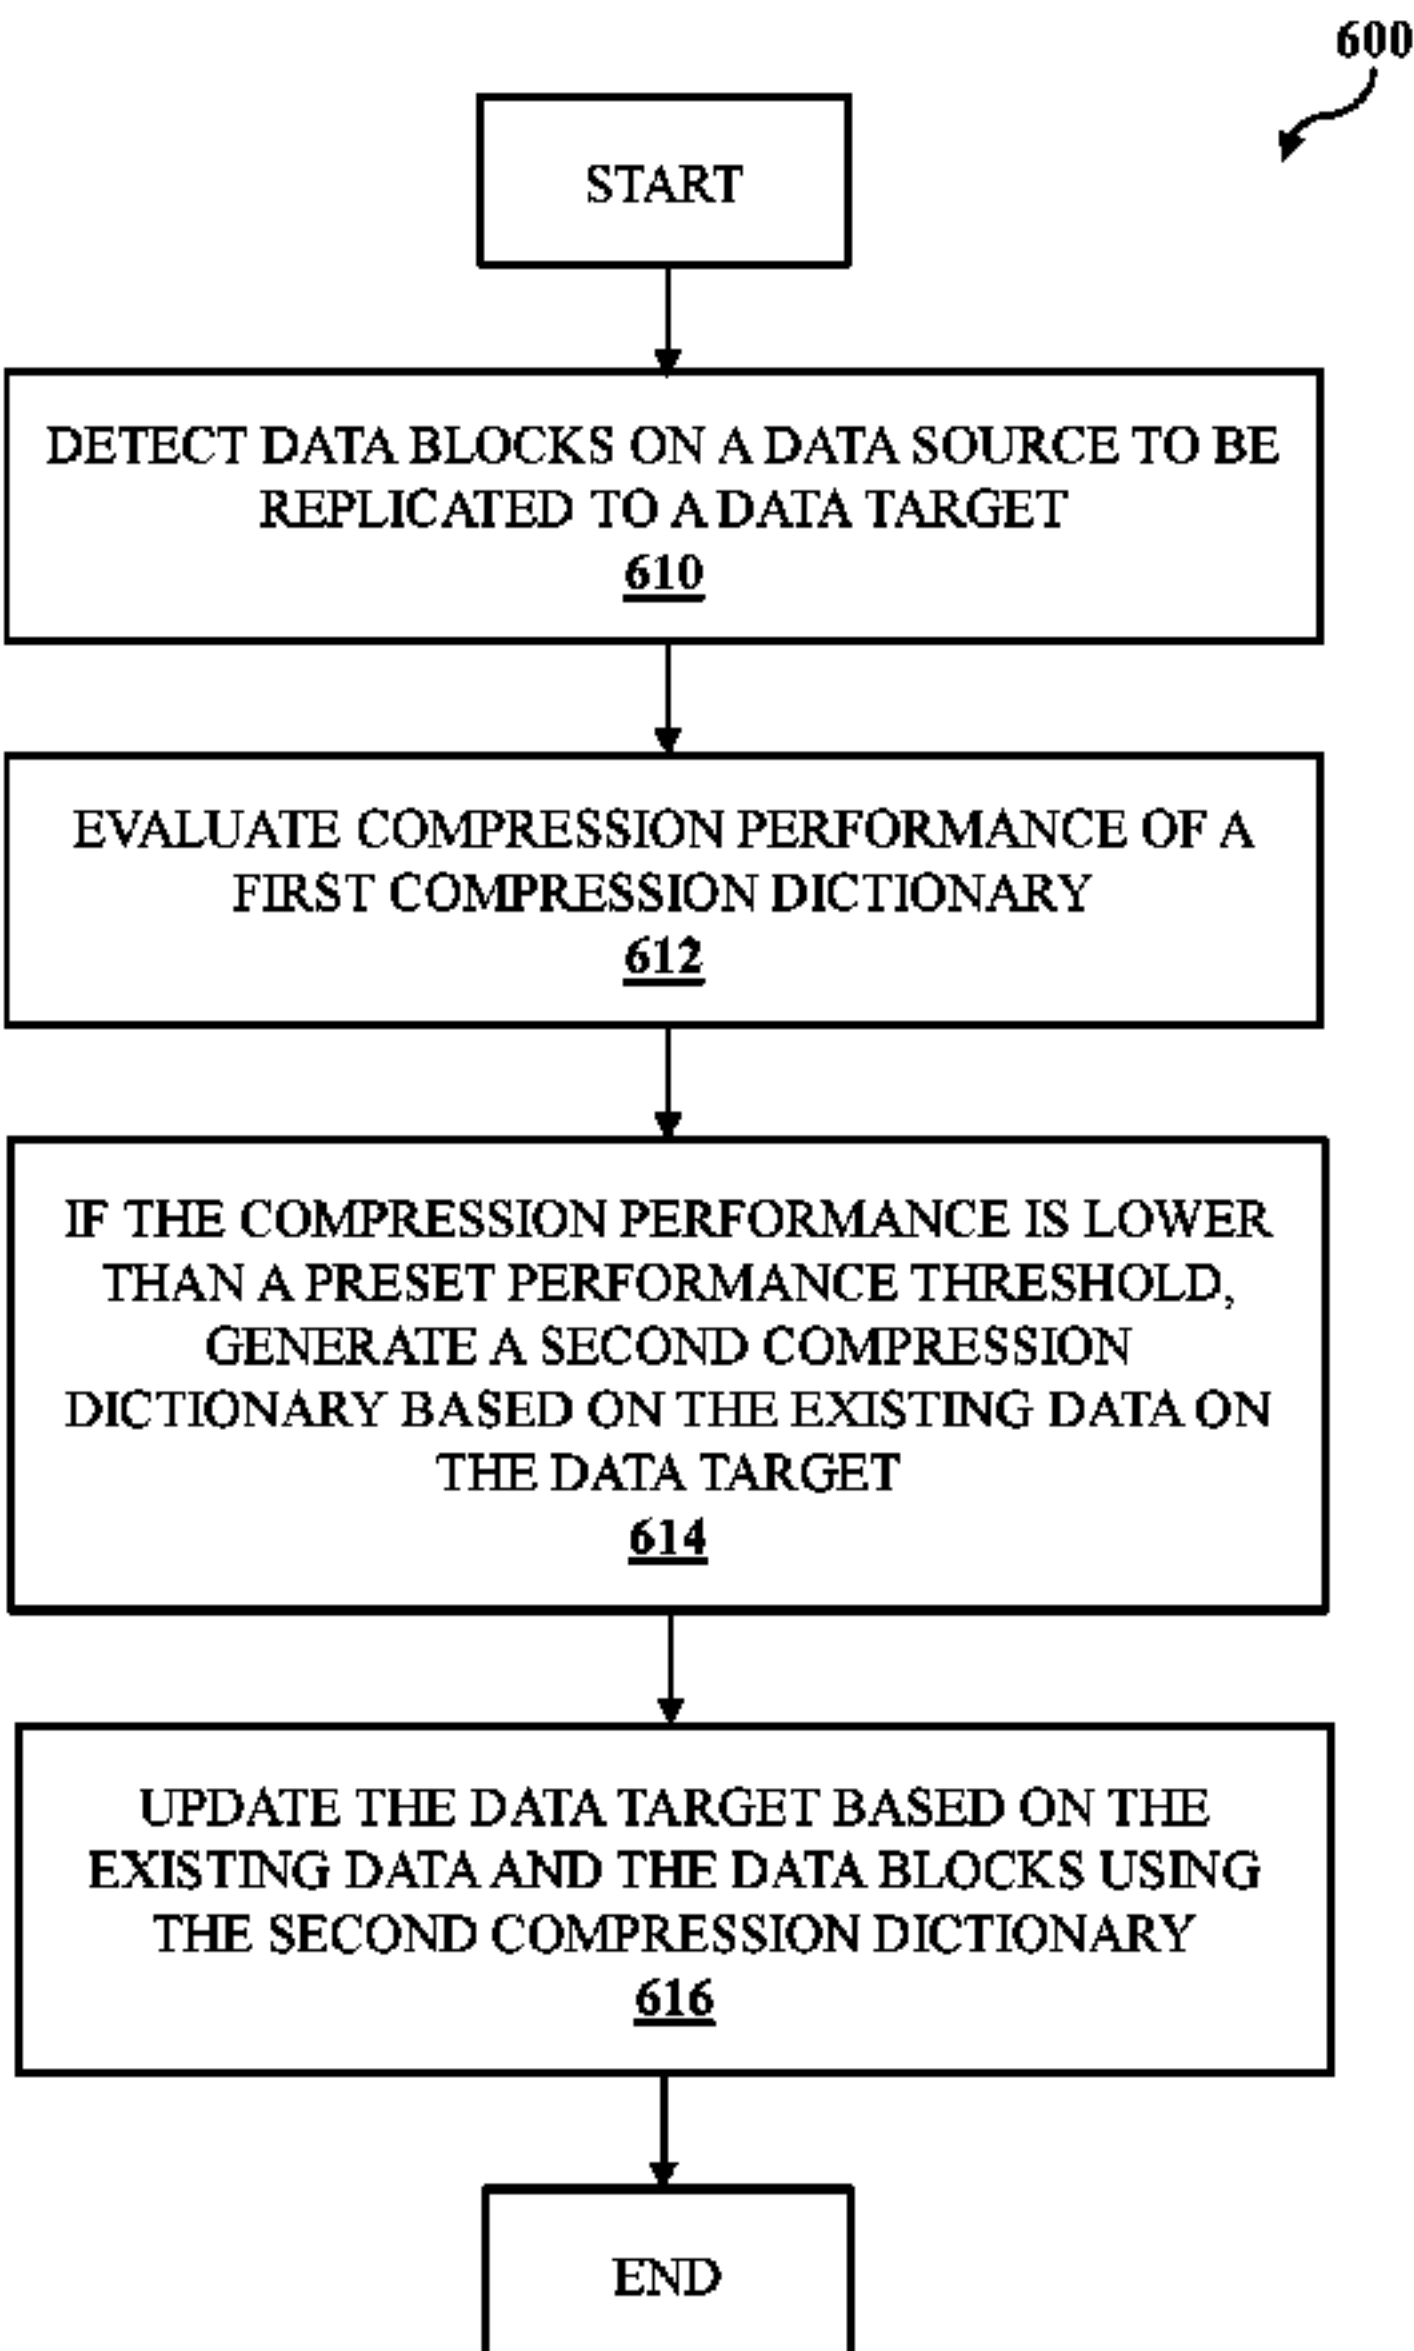 600
START
DETECT DATA BLOCKS ON A DATA SOURCE TO BE
REPLICATED TO A DATA TARGET
610
EVALUATE COMPRESSION PERFORMANCE OF A
FIRST COMPRESSION DICTIONARY
612
IF THE COMPRESSION PERFORMANCE IS LOWER
THAN A PRESET PERFORMANCE THRESHOLD,
GENERATE A SECOND COMPRESSION
DICTIONARY BASED ON THE EXISTING DATA ON
THE DATA TARGET
614
UPDATE THE DATA TARGET BASED ON THE
EXISTING DATA AND THE DATA BLOCKS USING
THE SECOND COMPRESSION DICTIONARY
616
END